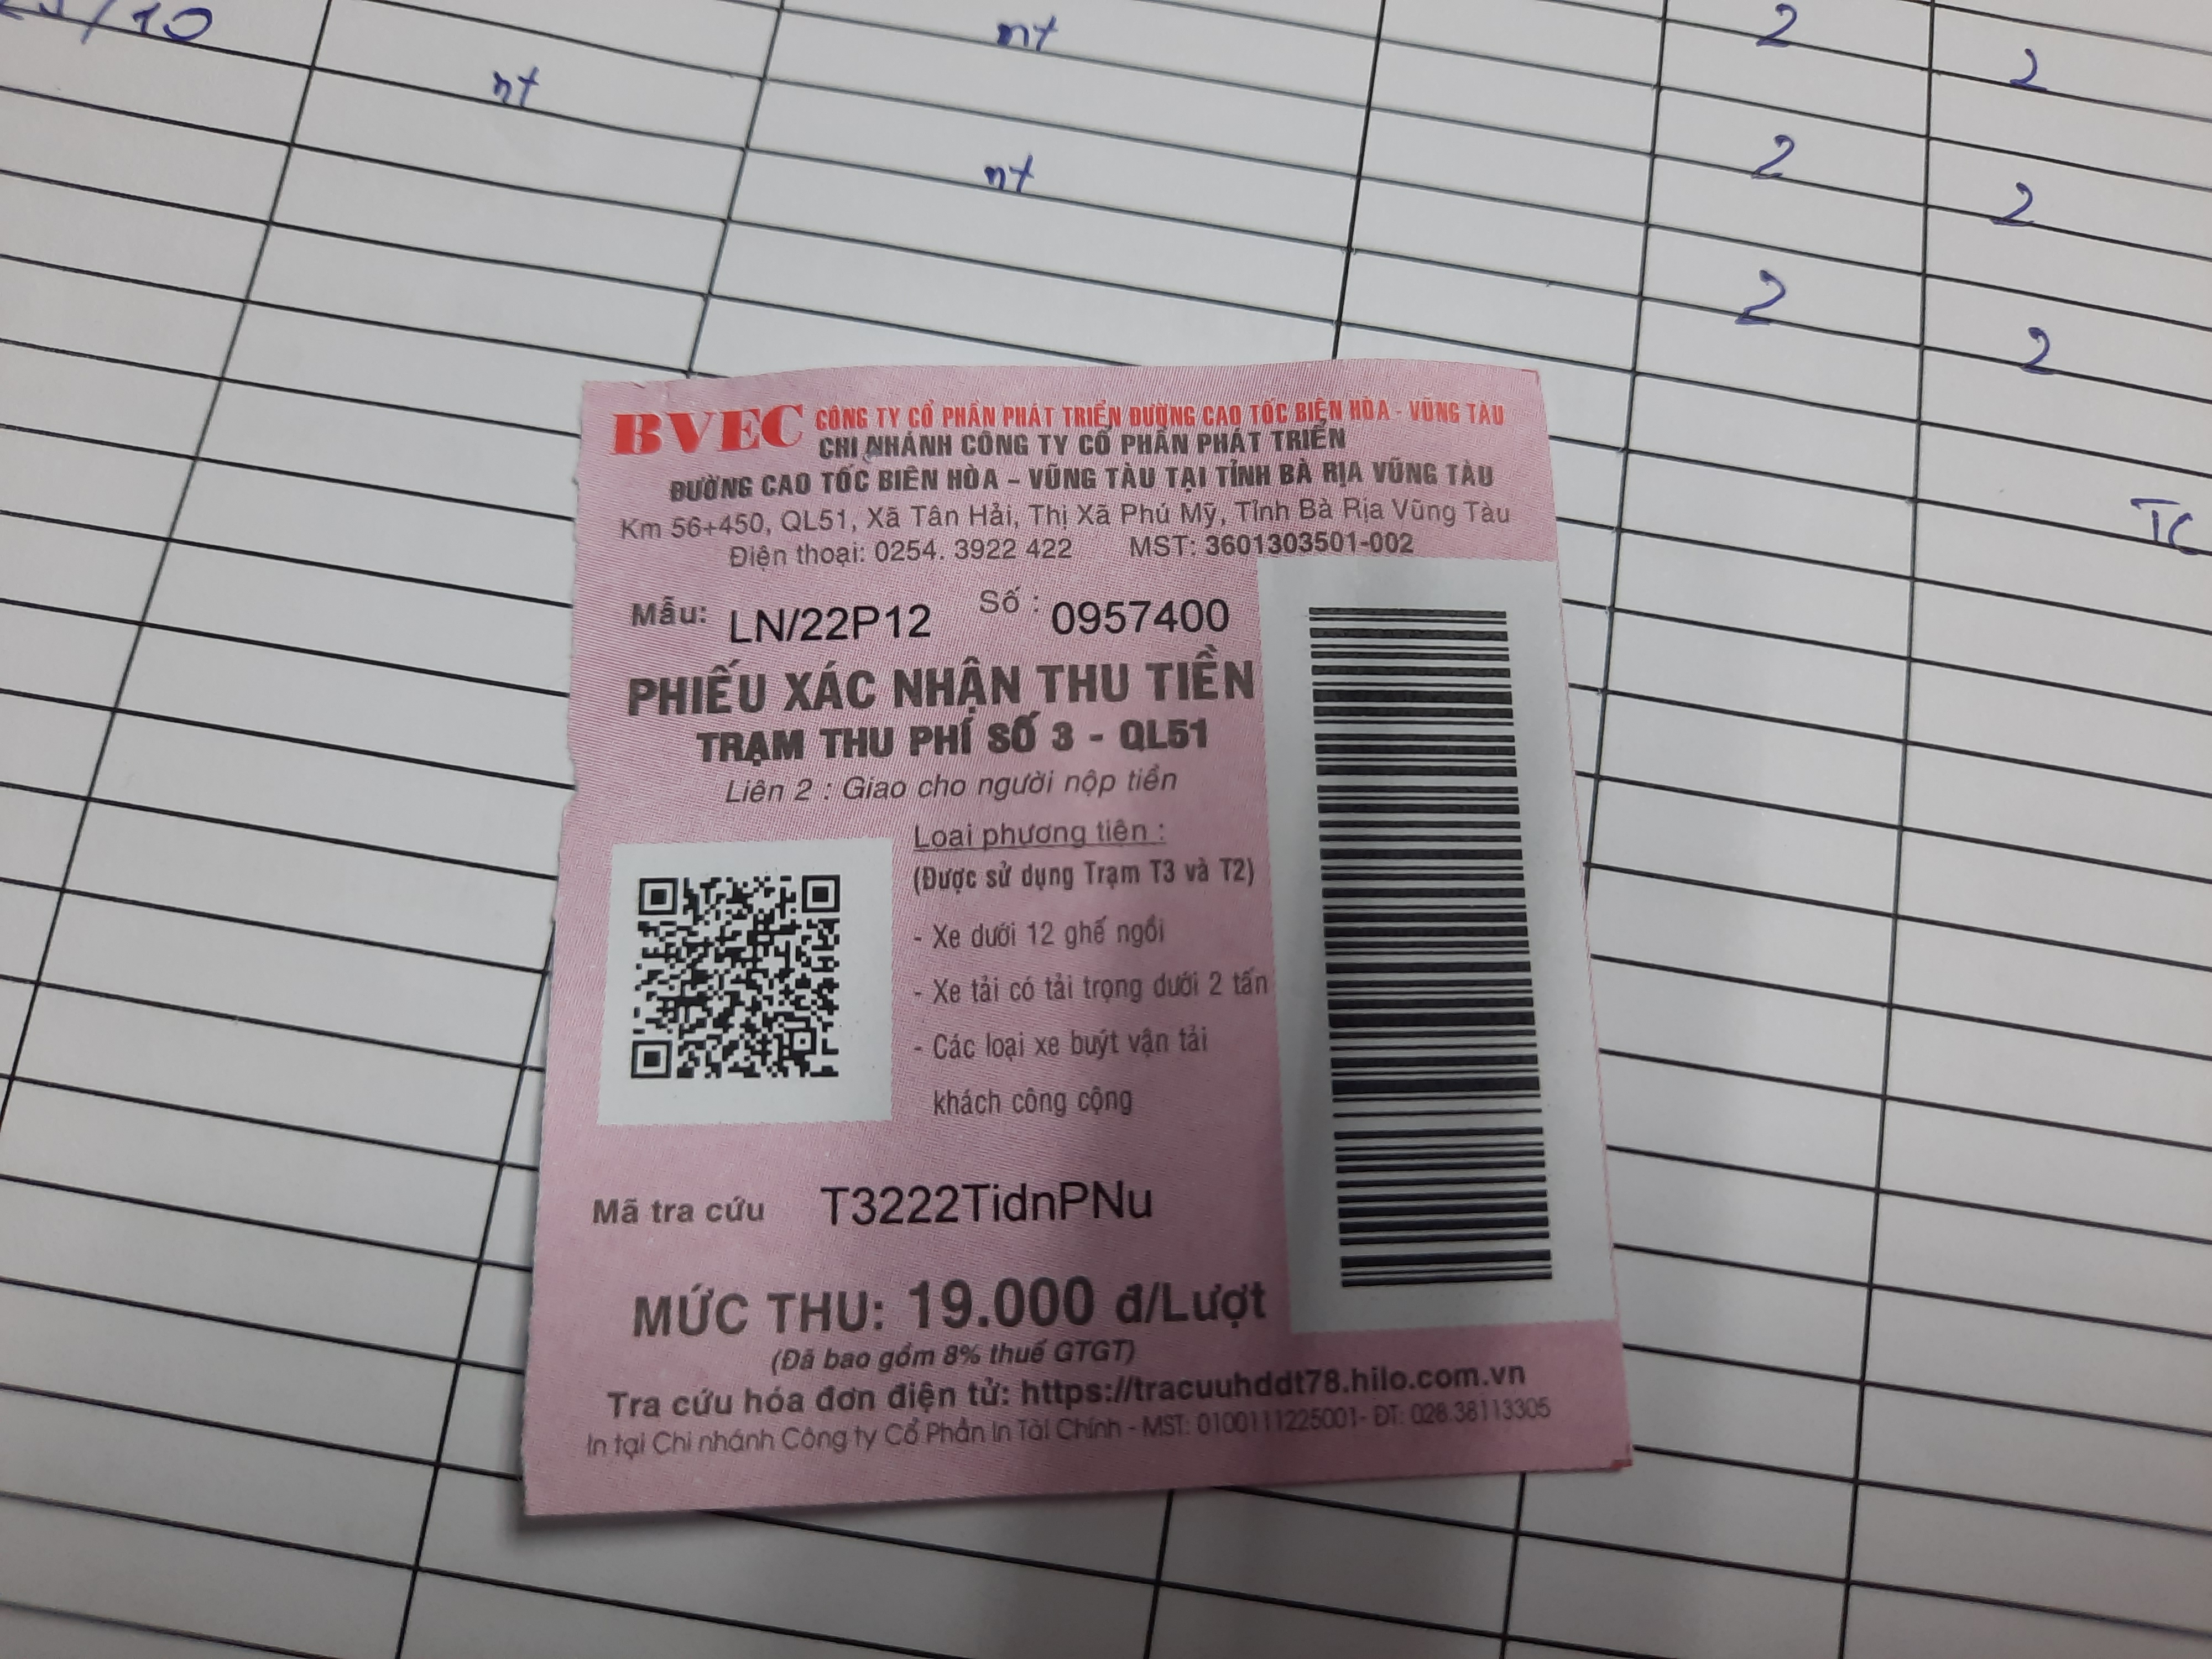 /10
nt
2
2
nt
nt
2
2
2
2
TC
BVEC CÔNG TY CỔ PHẦN PHÁT TRIỂN ĐƯỜNG CAO TỐC BIÊN HÒA - VŨNG TÀU
CHI NHÁNH CÔNG TY CỔ PHẦN PHÁT TRIỂN
ĐƯỜNG CAO TỐC BIÊN HÒA – VŨNG TÀU TẠI TỈNH BÀ RỊA VŨNG TÀU
Km 56+450, QL51, Xã Tân Hải, Thị Xã Phú Mỹ, Tỉnh Bà Rịa Vũng Tàu
Điện thoại: 0254. 3922 422 MST: 3601303501-002
Mẫu: LN/22P12 Số : 0957400
PHIẾU XÁC NHẬN THU TIỀN
TRẠM THU PHÍ SỐ 3 - QL51
Liên 2 : Giao cho người nộp tiền
Loại phương tiện :
(Được sử dụng Trạm T3 và T2)
- Xe dưới 12 ghế ngồi
- Xe tải có tải trọng dưới 2 tấn
- Các loại xe buýt vận tải
khách công cộng
Mã tra cứu T3222TidnPNu
MỨC THU: 19.000 đ/Lượt
(Đã bao gồm 8% thuế GTGT)
Tra cứu hóa đơn điện tử: https://tracuuhddt78.hilo.com.vn
In tại Chi nhánh Công ty Cổ Phần In Tài Chính - MST: 0100111225001- ĐT: 028.38113305